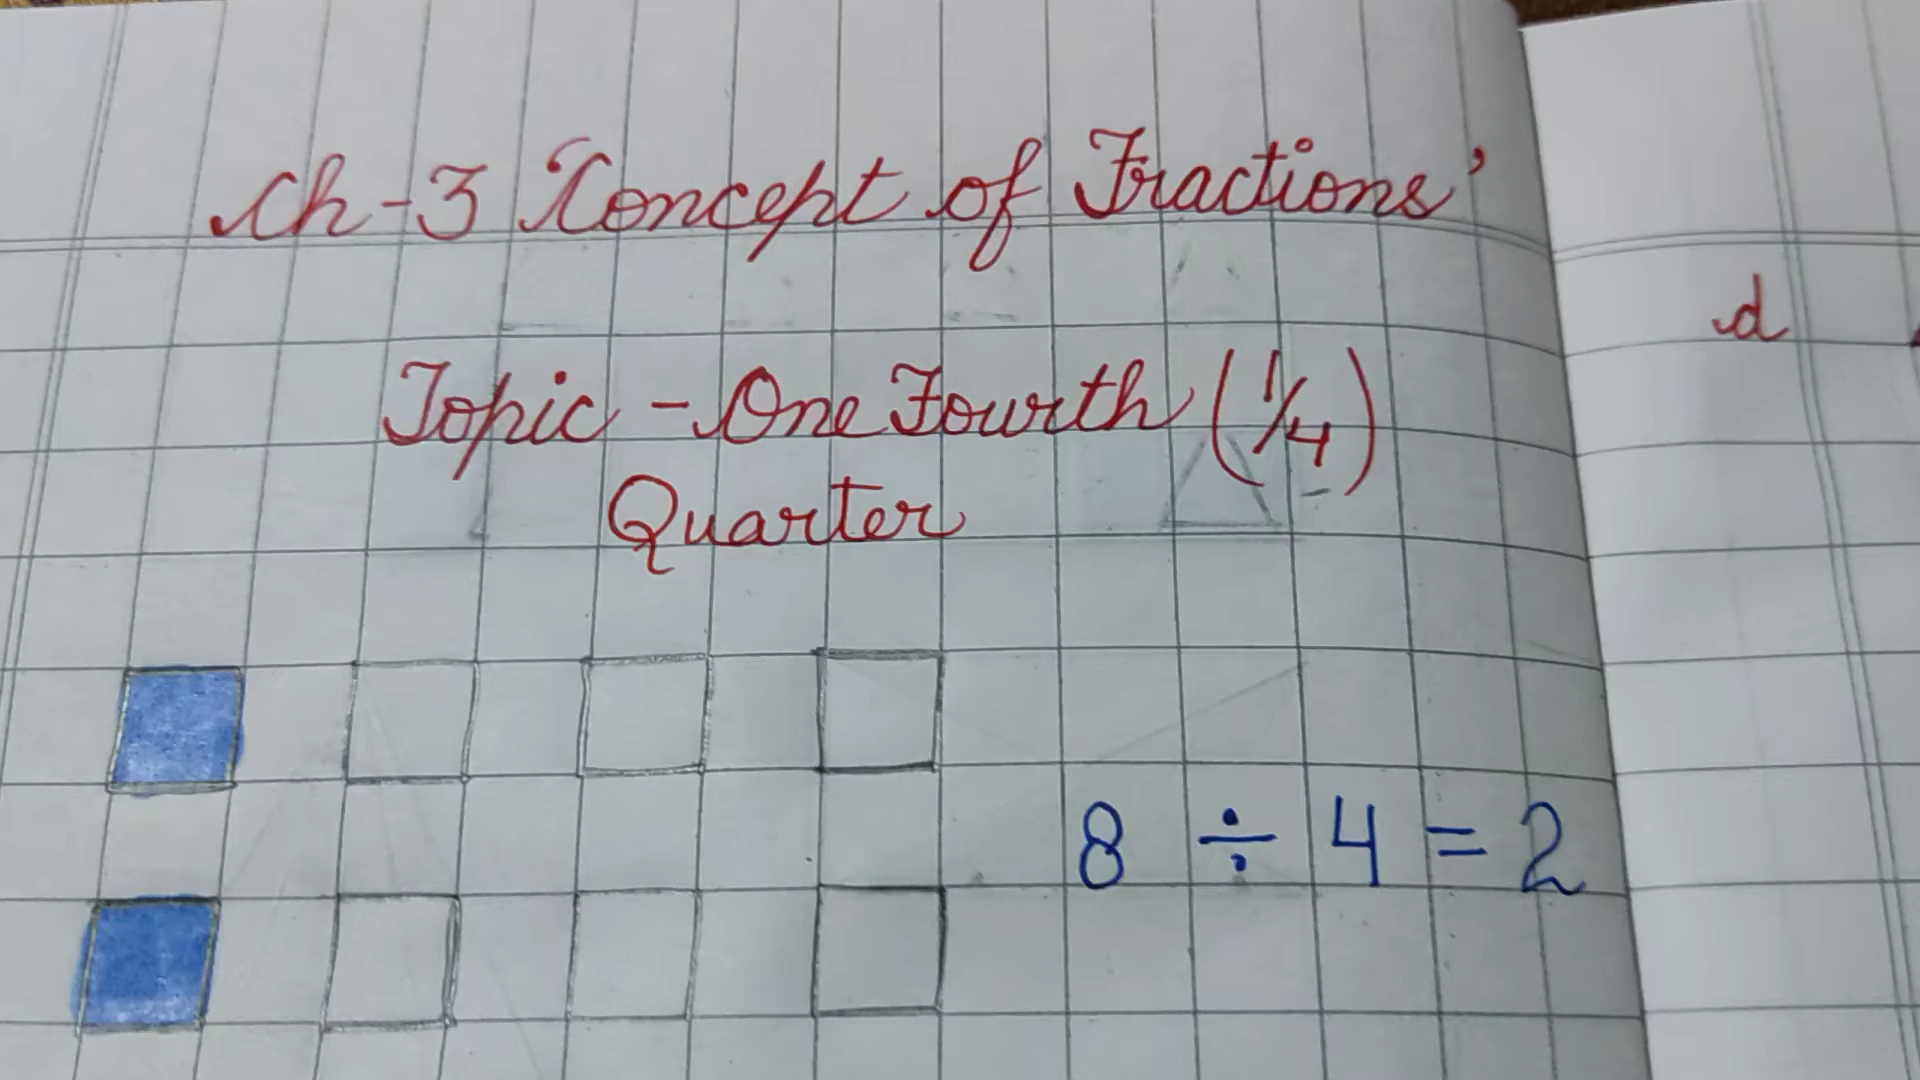 Ch-3 'Concept of Fractions'
Topic - One Fourth (1/4)
Quarter
8 ÷ 4 = 2
d